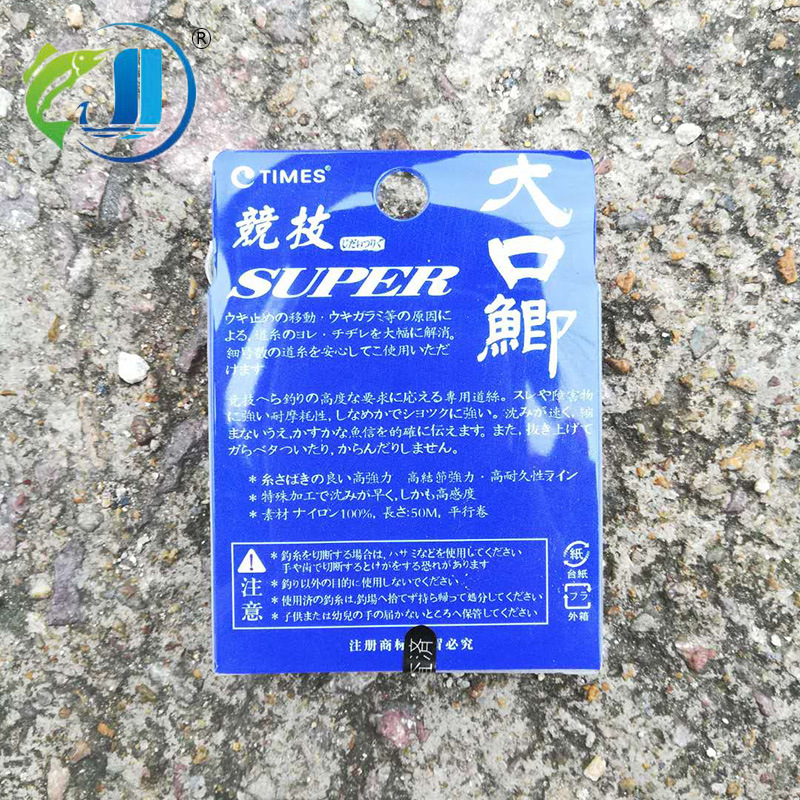 ®
TIMES®
競技
じだいつりぐ
SUPER
大口鯽
ウキ止めの移動・ウキガラミ等の原因に
よる,道糸のヨレ・チヂレを大幅に解消。
細号数の道糸を安心してご使用いただ
けます
競技へら釣りの高度な要求に応える専用道絲。スレや障害物
に強い耐摩耗性,しなめかでシヨツクに強い。沈みが速く,縮
まないうえ,かすかな魚信を的確に伝えます。また,抜き上げて
ガらベタついたり,からんだりしません。
*糸さばきの良い高強力 高結節強力・高耐久性ライン
*特殊加工で沈みが早く,しかも高感度
*素材ナイロン100%,長さ:50M,平行巻
注意
*釣糸を切断する場合は,ハサミなどを使用してください
手や歯で切断するとけがをする恐れがあります
*釣り以外の目的に使用しないでください
*使用済の釣糸は,釣場へ捨てず持ち帰って処分してください
*子供または幼兒の手の届かないところへ保管してください
紙
台紙
プラ
外箱
注册商标
究必究